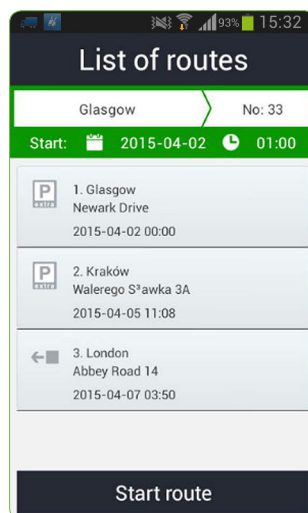 93% 15:32
List of routes
Glasgow No: 33
Start: 2015-04-02 01:00
P extra
1. Glasgow
Newark Drive
2015-04-02 00:00
P extra
2. Kraków
Walerego S³awka 3A
2015-04-05 11:08
3. London
Abbey Road 14
2015-04-07 03:50
Start route